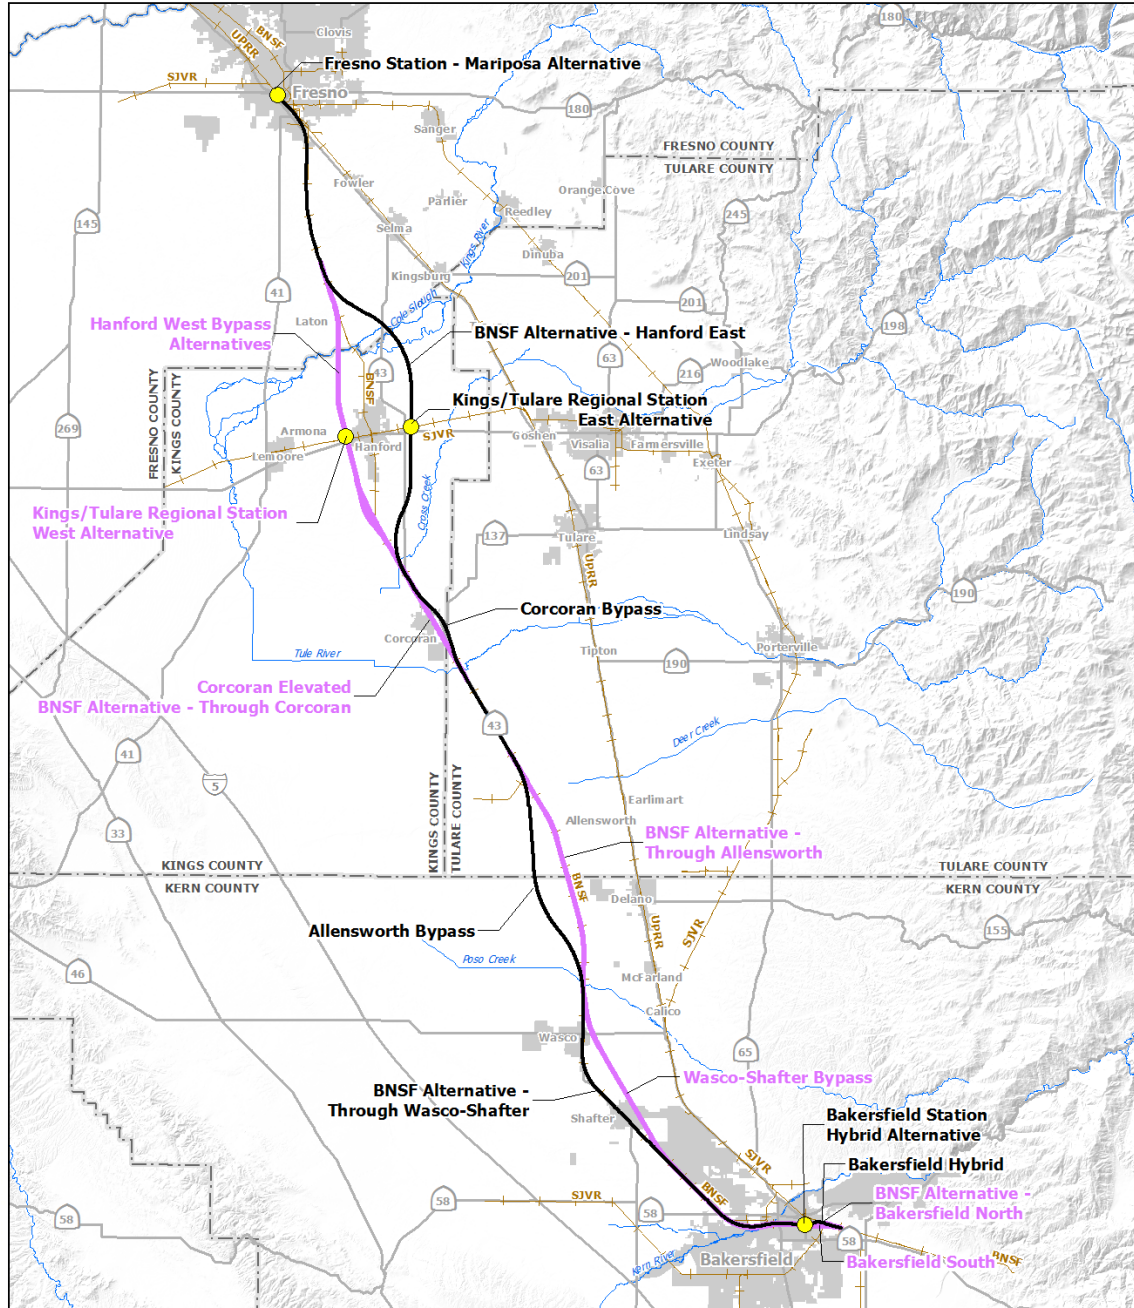 180
Clovis
BNSF
UPRR
Fresno Station - Mariposa Alternative
SJVR
Fresno
180
Sanger
FRESNO COUNTY
TULARE COUNTY
Fowler
Orange Cove
Parlier
Reedley
145
245
Selma
Kings River
Dinuba
Kingsburg
201
41
201
Cole Slough
Laton
198
Hanford West Bypass
Alternatives
BNSF Alternative - Hanford East
63
Woodlake
216
43
BNSF
FRESNO COUNTY
KINGS COUNTY
Kings/Tulare Regional Station
East Alternative
269
Armona
SJVR
Goshen
Visalia
Farmersville
Hanford
Lemoore
Exeter
63
Cross Creek
Kings/Tulare Regional Station
West Alternative
137
Tulare
Lindsay
UPRR
190
Corcoran Bypass
Corcoran
Tule River
Tipton
190
Porterville
Corcoran Elevated
BNSF Alternative - Through Corcoran
43
Deer Creek
41
5
KINGS COUNTY
TULARE COUNTY
Earlimart
33
Allensworth
BNSF Alternative -
Through Allensworth
KINGS COUNTY
KERN COUNTY
TULARE COUNTY
KERN COUNTY
BNSF
Delano
Allensworth Bypass
UPRR
SJVR
155
Poso Creek
46
McFarland
Calico
Wasco
65
Wasco-Shafter Bypass
BNSF Alternative -
Through Wasco-Shafter
Shafter
Bakersfield Station
Hybrid Alternative
SJVR
Bakersfield Hybrid
BNSF
SJVR
58
58
58
BNSF Alternative -
Bakersfield North
58
Kern River
Bakersfield
Bakersfield South
BNSF